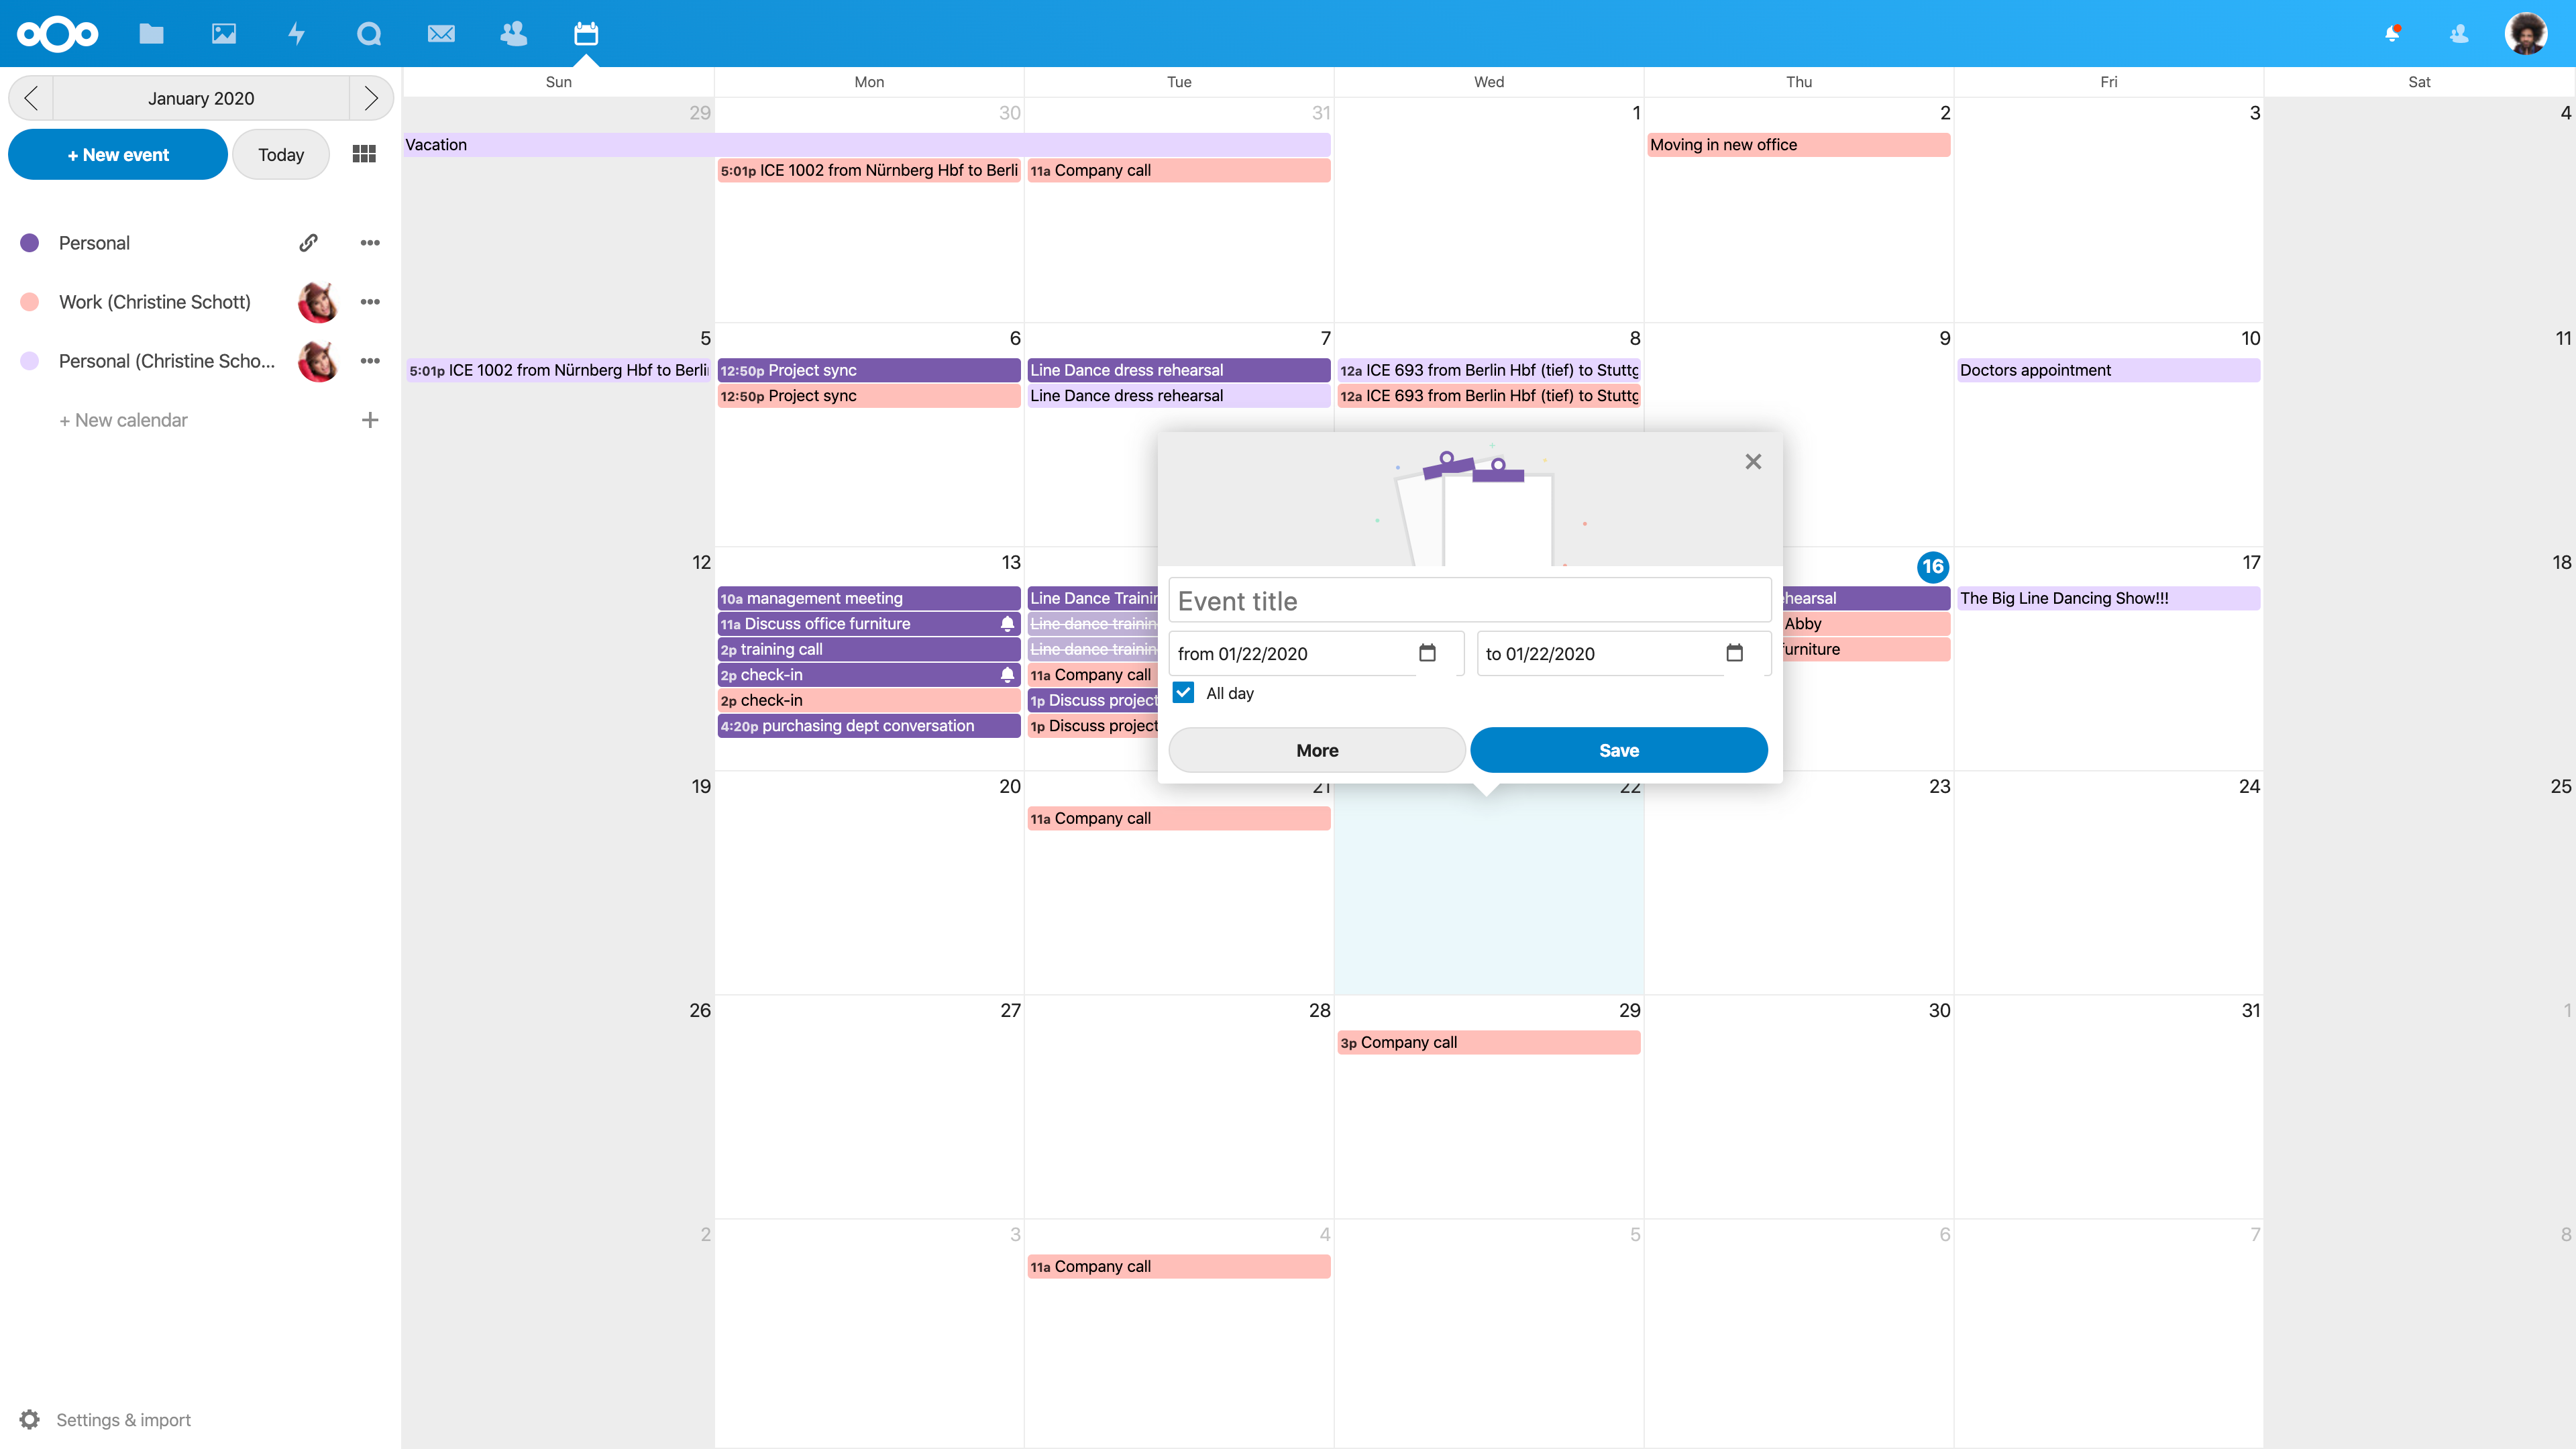 Sun Mon Tue Wed Thu Fri Sat
January 2020
+ New event Today
Personal
Work (Christine Schott)
Personal (Christine Scho...
+ New calendar
Settings & import
29 30 31 1 2 3 4
Vacation
Moving in new office
5:01p ICE 1002 from Nürnberg Hbf to Berli
11a Company call
5 6 7 8 9 10 11
5:01p ICE 1002 from Nürnberg Hbf to Berli
12:50p Project sync
Line Dance dress rehearsal
12a ICE 693 from Berlin Hbf (tief) to Stuttg
Doctors appointment
12:50p Project sync
Line Dance dress rehearsal
12a ICE 693 from Berlin Hbf (tief) to Stuttg
12 13 16 17 18
10a management meeting
11a Discuss office furniture
2p training call
2p check-in
2p check-in
4:20p purchasing dept conversation
Line Dance Trainin
Line dance trainin
Line dance trainin
11a Company call
1p Discuss project
1p Discuss project
hearsal
Abby
urniture
The Big Line Dancing Show!!!
Event title
from 01/22/2020
to 01/22/2020
All day
More Save
19 20 21 22 23 24 25
11a Company call
26 27 28 29 30 31 1
3p Company call
2 3 4 5 6 7 8
11a Company call